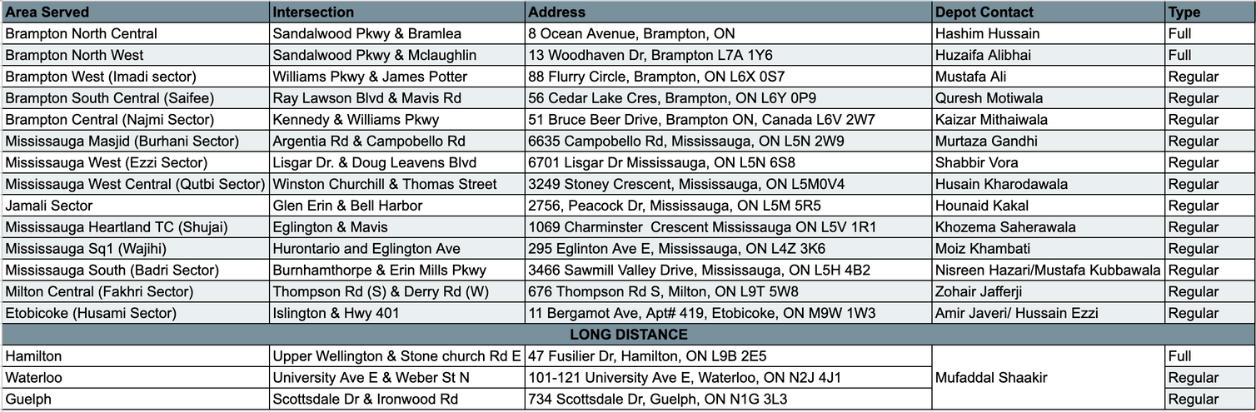 Area Served Intersection Address Depot Contact Type
Brampton North Central Sandalwood Pkwy & Bramlea 8 Ocean Avenue, Brampton, ON Hashim Hussain Full
Brampton North West Sandalwood Pkwy & Mclaughlin 13 Woodhaven Dr, Brampton L7A 1Y6 Huzaifa Alibhai Full
Brampton West (Imadi sector) Williams Pkwy & James Potter 88 Flurry Circle, Brampton, ON L6X 0S7 Mustafa Ali Regular
Brampton South Central (Saifee) Ray Lawson Blvd & Mavis Rd 56 Cedar Lake Cres, Brampton, ON L6Y 0P9 Quresh Motiwala Regular
Brampton Central (Najmi Sector) Kennedy & Williams Pkwy 51 Bruce Beer Drive, Brampton ON, Canada L6V 2W7 Kaizar Mithaiwala Regular
Mississauga Masjid (Burhani Sector) Argentia Rd & Campobello Rd 6635 Campobello Rd, Mississauga, ON L5N 2W9 Murtaza Gandhi Regular
Mississauga West (Ezzi Sector) Lisgar Dr. & Doug Leavens Blvd 6701 Lisgar Dr Mississauga, ON L5N 6S8 Shabbir Vora Regular
Mississauga West Central (Qutbi Sector) Winston Churchill & Thomas Street 3249 Stoney Crescent, Mississauga, ON L5M0V4 Husain Kharodawala Regular
Jamali Sector Glen Erin & Bell Harbor 2756, Peacock Dr, Mississauga, ON L5M 5R5 Hounaid Kakal Regular
Mississauga Heartland TC (Shujai) Eglington & Mavis 1069 Charminster Crescent Mississauga ON L5V 1R1 Khozema Saherawala Regular
Mississauga Sq1 (Wajihi) Hurontario and Eglington Ave 295 Eglinton Ave E, Mississauga, ON L4Z 3K6 Moiz Khambati Regular
Mississauga South (Badri Sector) Burnhamthorpe & Erin Mills Pkwy 3466 Sawmill Valley Drive, Mississauga, ON L5H 4B2 Nisreen Hazari/Mustafa Kubbawala Regular
Milton Central (Fakhri Sector) Thompson Rd (S) & Derry Rd (W) 676 Thompson Rd S, Milton, ON L9T 5W8 Zohair Jafferji Regular
Etobicoke (Husami Sector) Islington & Hwy 401 11 Bergamot Ave, Apt# 419, Etobicoke, ON M9W 1W3 Amir Javeri/ Hussain Ezzi Regular
LONG DISTANCE
Hamilton Upper Wellington & Stone church Rd E 47 Fusilier Dr, Hamilton, ON L9B 2E5 Full
Waterloo University Ave E & Weber St N 101-121 University Ave E, Waterloo, ON N2J 4J1 Mufaddal Shaakir Regular
Guelph Scottsdale Dr & Ironwood Rd 734 Scottsdale Dr, Guelph, ON N1G 3L3 Regular